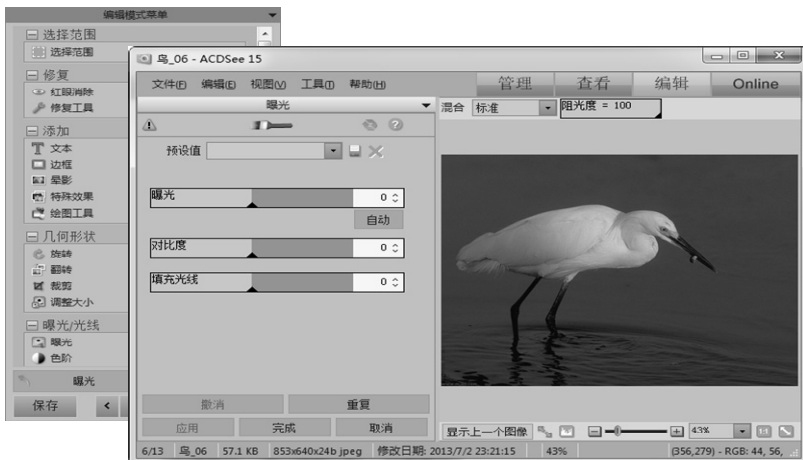 编辑模式菜单
选择范围
选择范围
修复
红眼消除
修复工具
添加
文本
边框
晕影
特殊效果
绘图工具
几何形状
旋转
翻转
裁剪
调整大小
曝光/光线
曝光
色阶
曝光
保存
鸟_06 - ACDSee 15
文件(F) 编辑(E) 视图(V) 工具(T) 帮助(H) 管理 查看 编辑 Online
曝光
混合 标准 阻光度 = 100
预设值
曝光 0
自动
对比度 0
填充光线 0
撤消 重复
应用 完成 取消
显示上一个图像 1:1 43%
6/13 鸟_06 57.1 KB 853x640x24b jpeg 修改日期: 2013/7/2 23:21:15 43% (356,279) - RGB: 44, 56,